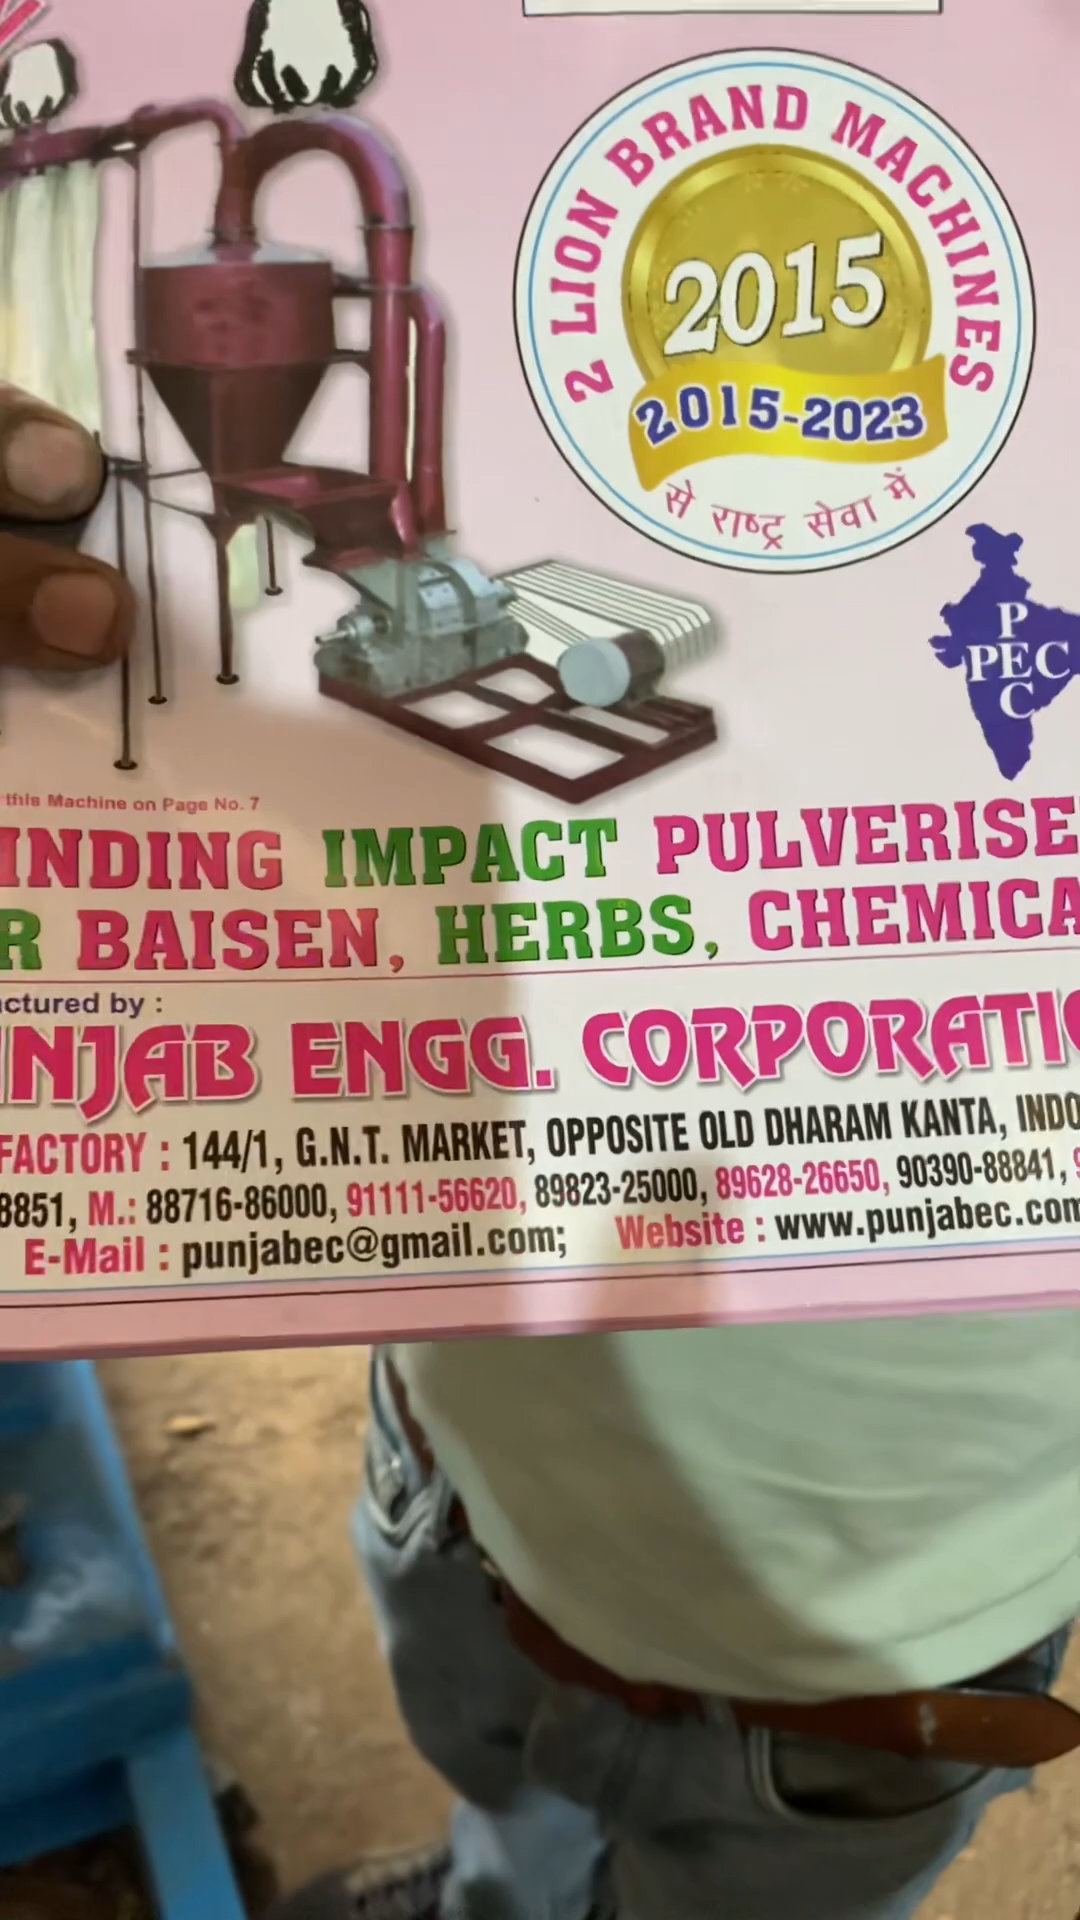 2 LION BRAND MACHINES
2015
2015-2023
से राष्ट्र सेवा में
P
PEC
C
this Machine on Page No. 7
INDING IMPACT PULVERISE
R BAISEN, HERBS, CHEMICA
actured by :
NJAB ENGG. CORPORATIO
FACTORY : 144/1, G.N.T. MARKET, OPPOSITE OLD DHARAM KANTA, INDO
8851, M.: 88716-86000, 91111-56620, 89823-25000, 89628-26650, 90390-88841, 9
E-Mail : punjabec@gmail.com; Website : www.punjabec.com